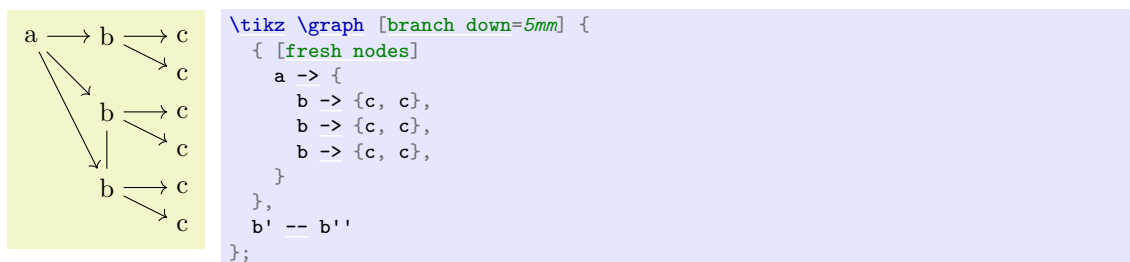 a b c
c
b c
c
b c
c
\tikz \graph [branch down=5mm] {
  { [fresh nodes]
    a -> {
      b -> {c, c},
      b -> {c, c},
      b -> {c, c},
    }
  },
  b' -- b''
};